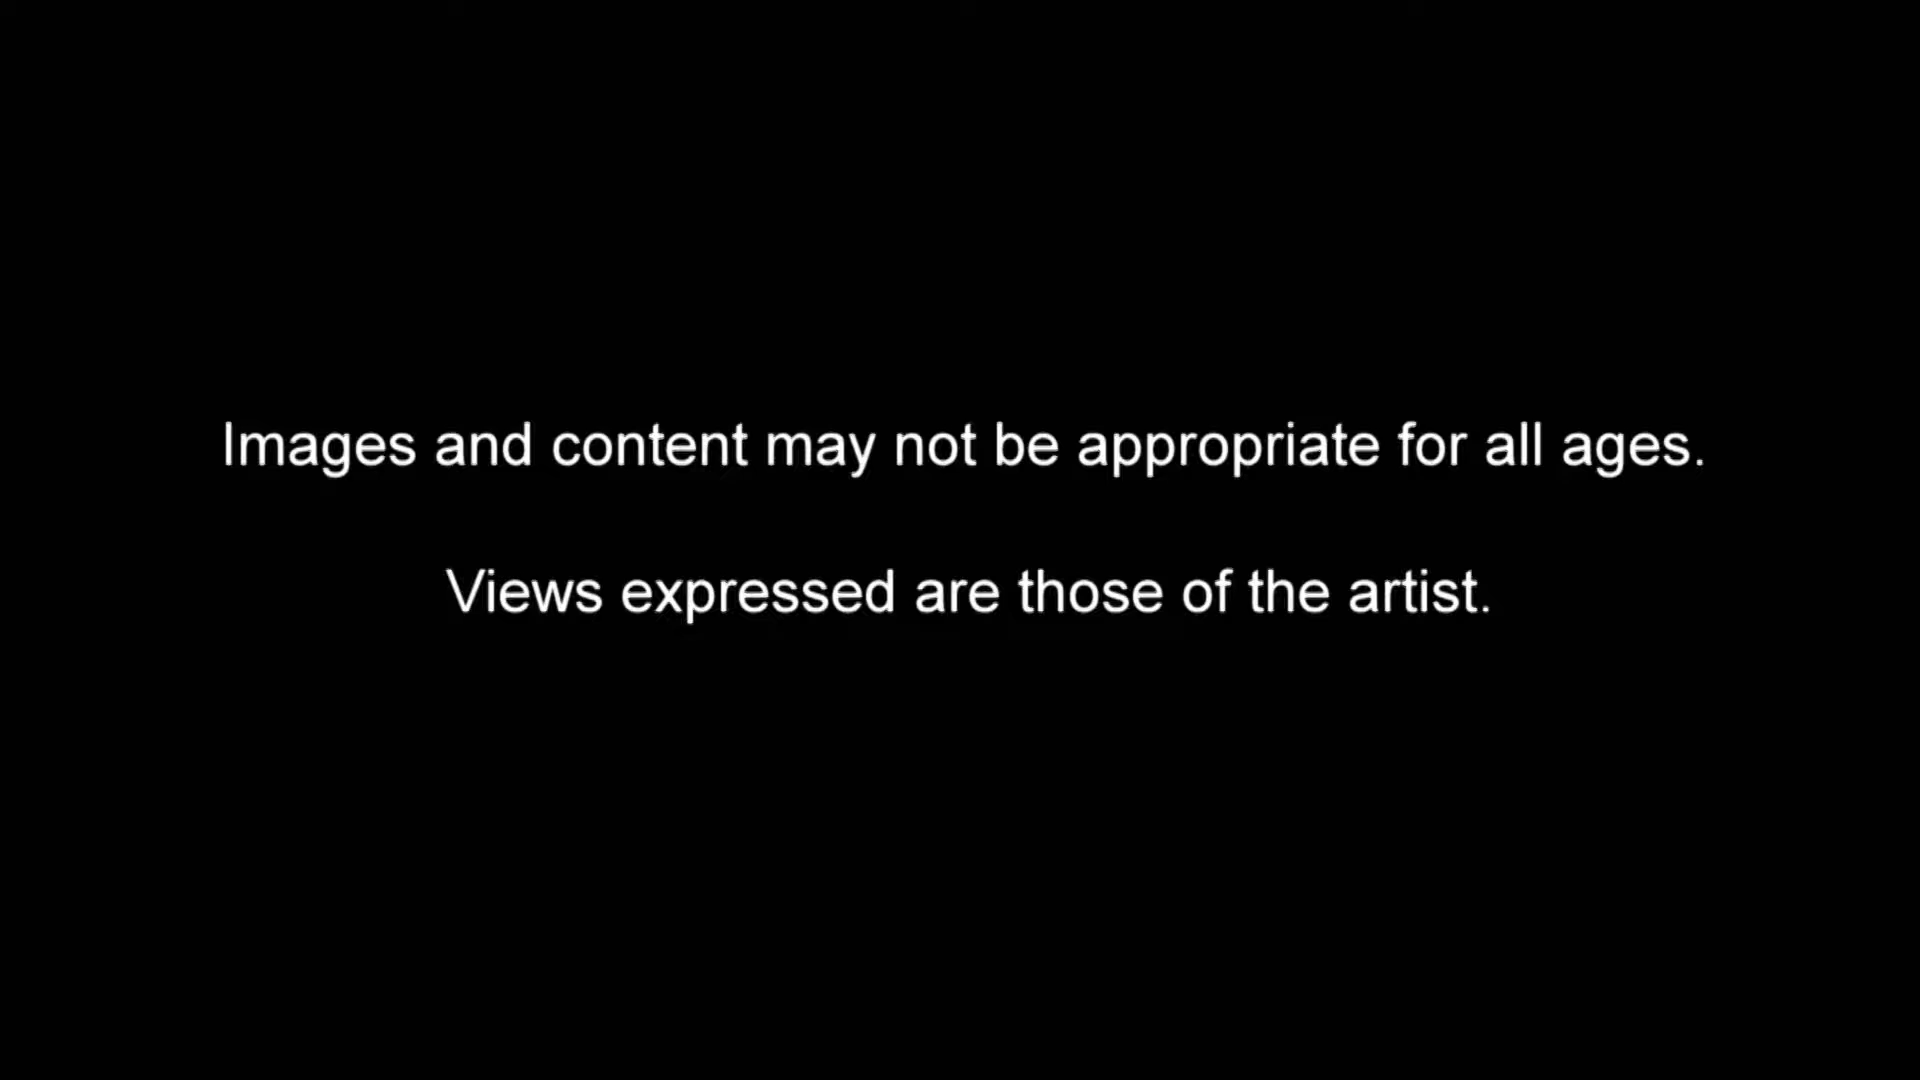 Images and content may not be appropriate for all ages.
Views expressed are those of the artist.